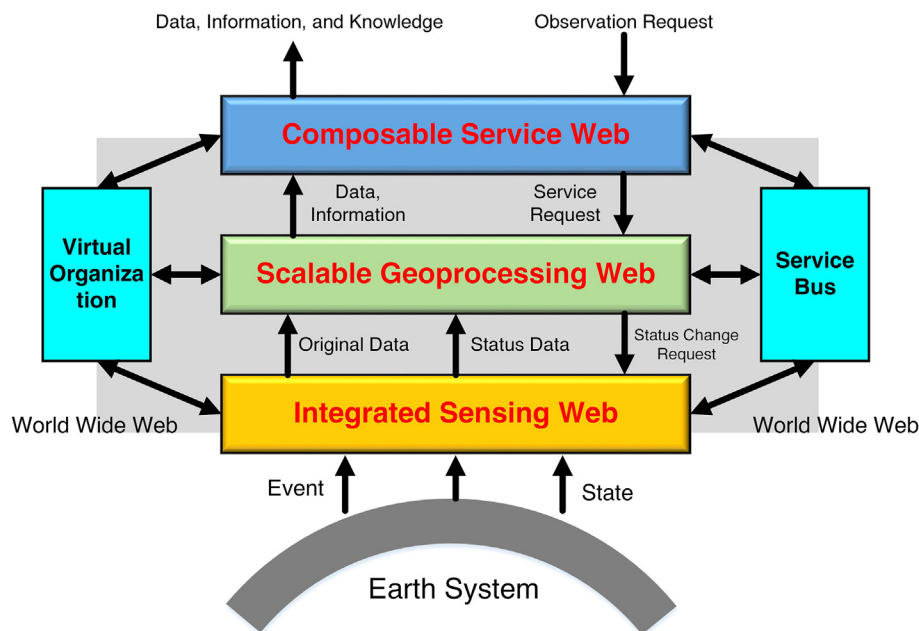 Data, Information, and Knowledge
Observation Request
Composable Service Web
Data,
Information
Service
Request
Virtual
Organiza
tion
Scalable Geoprocessing Web
Service
Bus
Original Data
Status Data
Status Change
Request
Integrated Sensing Web
World Wide Web
World Wide Web
Event
State
Earth System